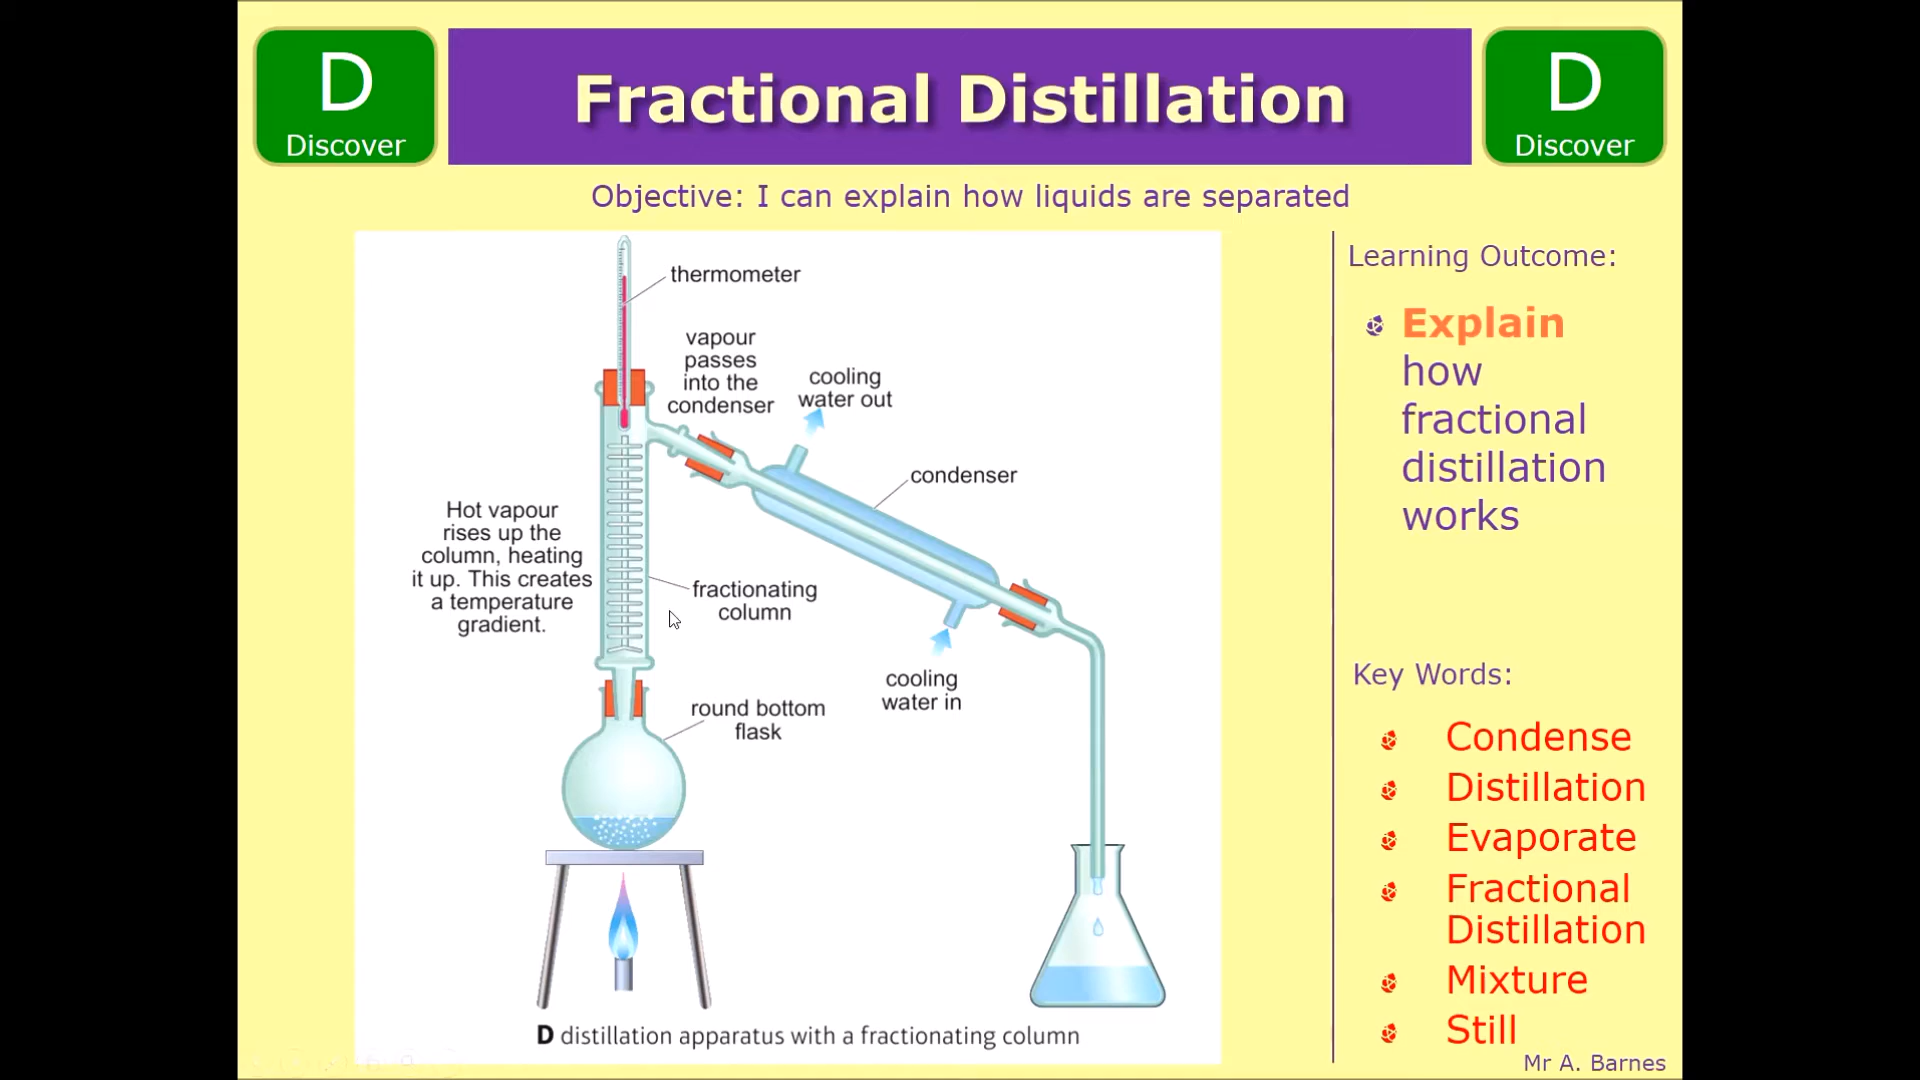 D
Discover
Fractional Distillation
D
Discover
Objective: I can explain how liquids are separated
thermometer
vapour
passes
into the
condenser
cooling
water out
condenser
Hot vapour
rises up the
column, heating
it up. This creates
a temperature
gradient.
fractionating
column
cooling
water in
round bottom
flask
D distillation apparatus with a fractionating column
Learning Outcome:
Explain
how
fractional
distillation
works
Key Words:
Condense
Distillation
Evaporate
Fractional
Distillation
Mixture
Still
Mr A. Barnes